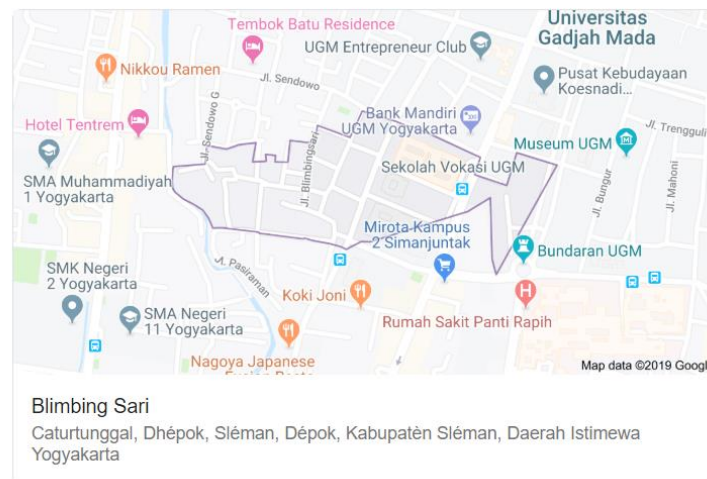 Tembok Batu Residence
Universitas
Gadjah Mada
UGM Entrepreneur Club
Nikkou Ramen
Jl. Sendowo
Pusat Kebudayaan
Koesnadi...
Hotel Tentrem
Jl. Sendowo G
Bank Mandiri
UGM Yogyakarta
Museum UGM
Jl. Trengguli
SMA Muhammadiyah
1 Yogyakarta
Jl. Blimbingsari
Sekolah Vokasi UGM
Jl. Bungur
Jl. Mahoni
Mirota Kampus
2 Simanjuntak
Bundaran UGM
Jl. Pasiraman
SMK Negeri
2 Yogyakarta
Koki Joni
SMA Negeri
11 Yogyakarta
Rumah Sakit Panti Rapih
Nagoya Japanese
Map data ©2019 Googl
Blimbing Sari
Caturtunggal, Dhépok, Sléman, Dépok, Kabupatèn Sléman, Daerah Istimewa
Yogyakarta